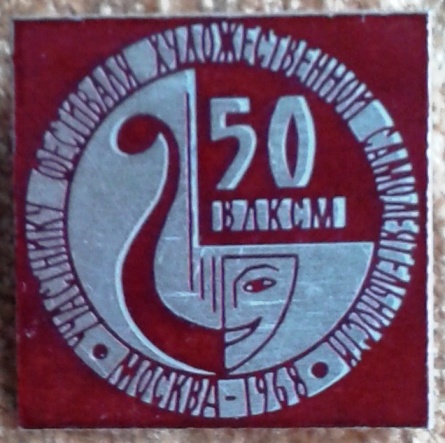 УЧАСТНИКУ ФЕСТИВАЛЯ ХУДОЖЕСТВЕННОЙ САМОДЕЯТЕЛЬНОСТИ
50
ВЛКСМ
МОСКВА-1968